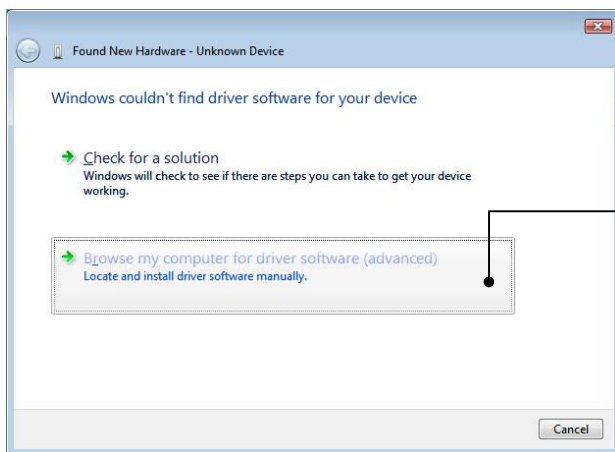 Found New Hardware - Unknown Device
Windows couldn't find driver software for your device
Check for a solution
Windows will check to see if there are steps you can take to get your device
working.
Browse my computer for driver software (advanced)
Locate and install driver software manually.
Cancel